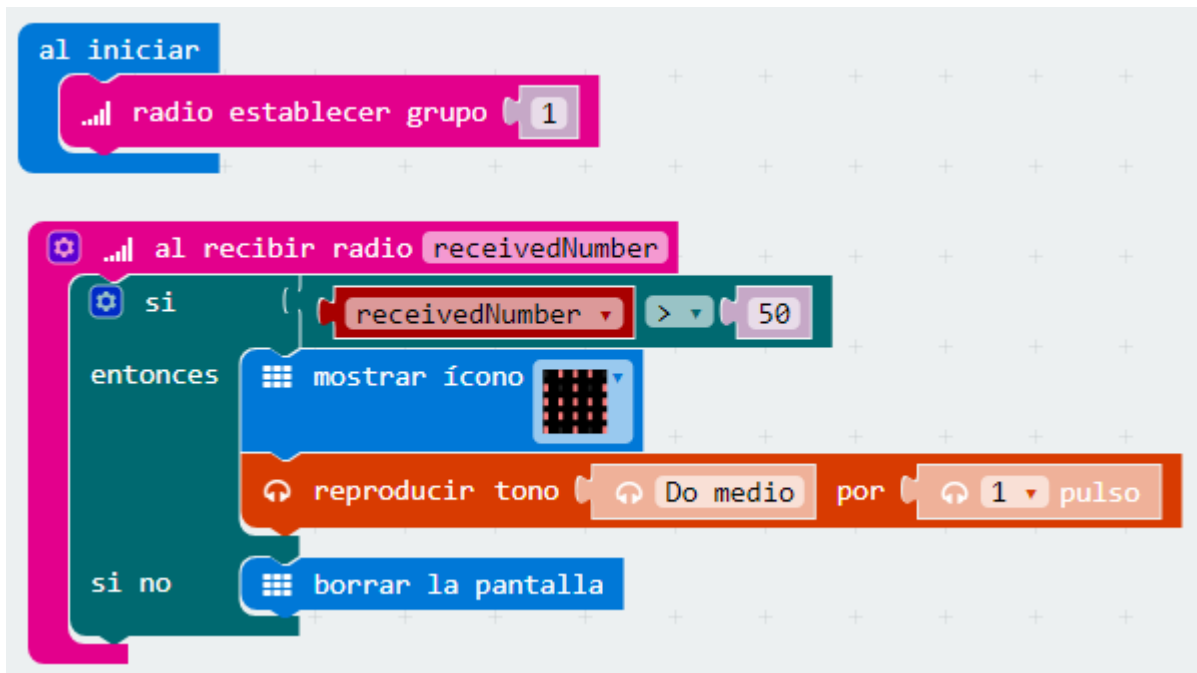 al iniciar
radio establecer grupo 1
al recibir radio receivedNumber
si receivedNumber > 50
entonces mostrar ícono
reproducir tono Do medio por 1 pulso
si no borrar la pantalla